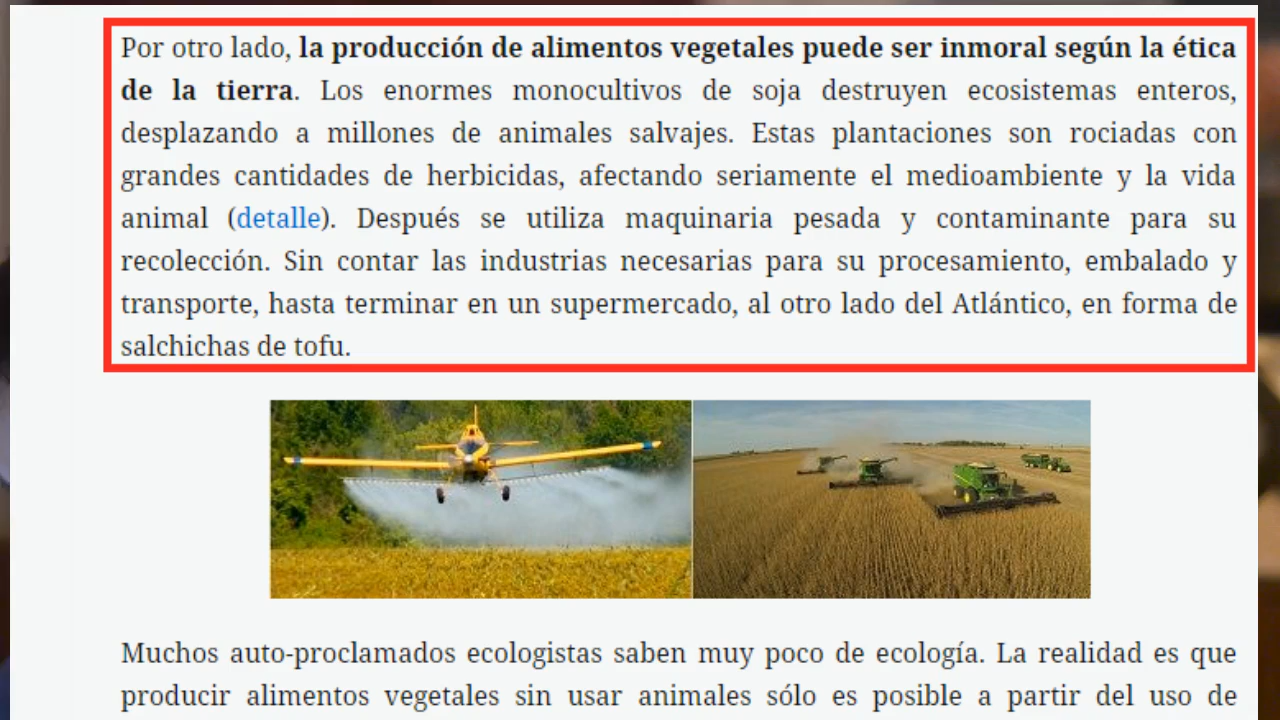 Por otro lado, la producción de alimentos vegetales puede ser inmoral según la ética
de la tierra. Los enormes monocultivos de soja destruyen ecosistemas enteros,
desplazando a millones de animales salvajes. Estas plantaciones son rociadas con
grandes cantidades de herbicidas, afectando seriamente el medioambiente y la vida
animal (detalle). Después se utiliza maquinaria pesada y contaminante para su
recolección. Sin contar las industrias necesarias para su procesamiento, embalado y
transporte, hasta terminar en un supermercado, al otro lado del Atlántico, en forma de
salchichas de tofu.
Muchos auto-proclamados ecologistas saben muy poco de ecología. La realidad es que
producir alimentos vegetales sin usar animales sólo es posible a partir del uso de